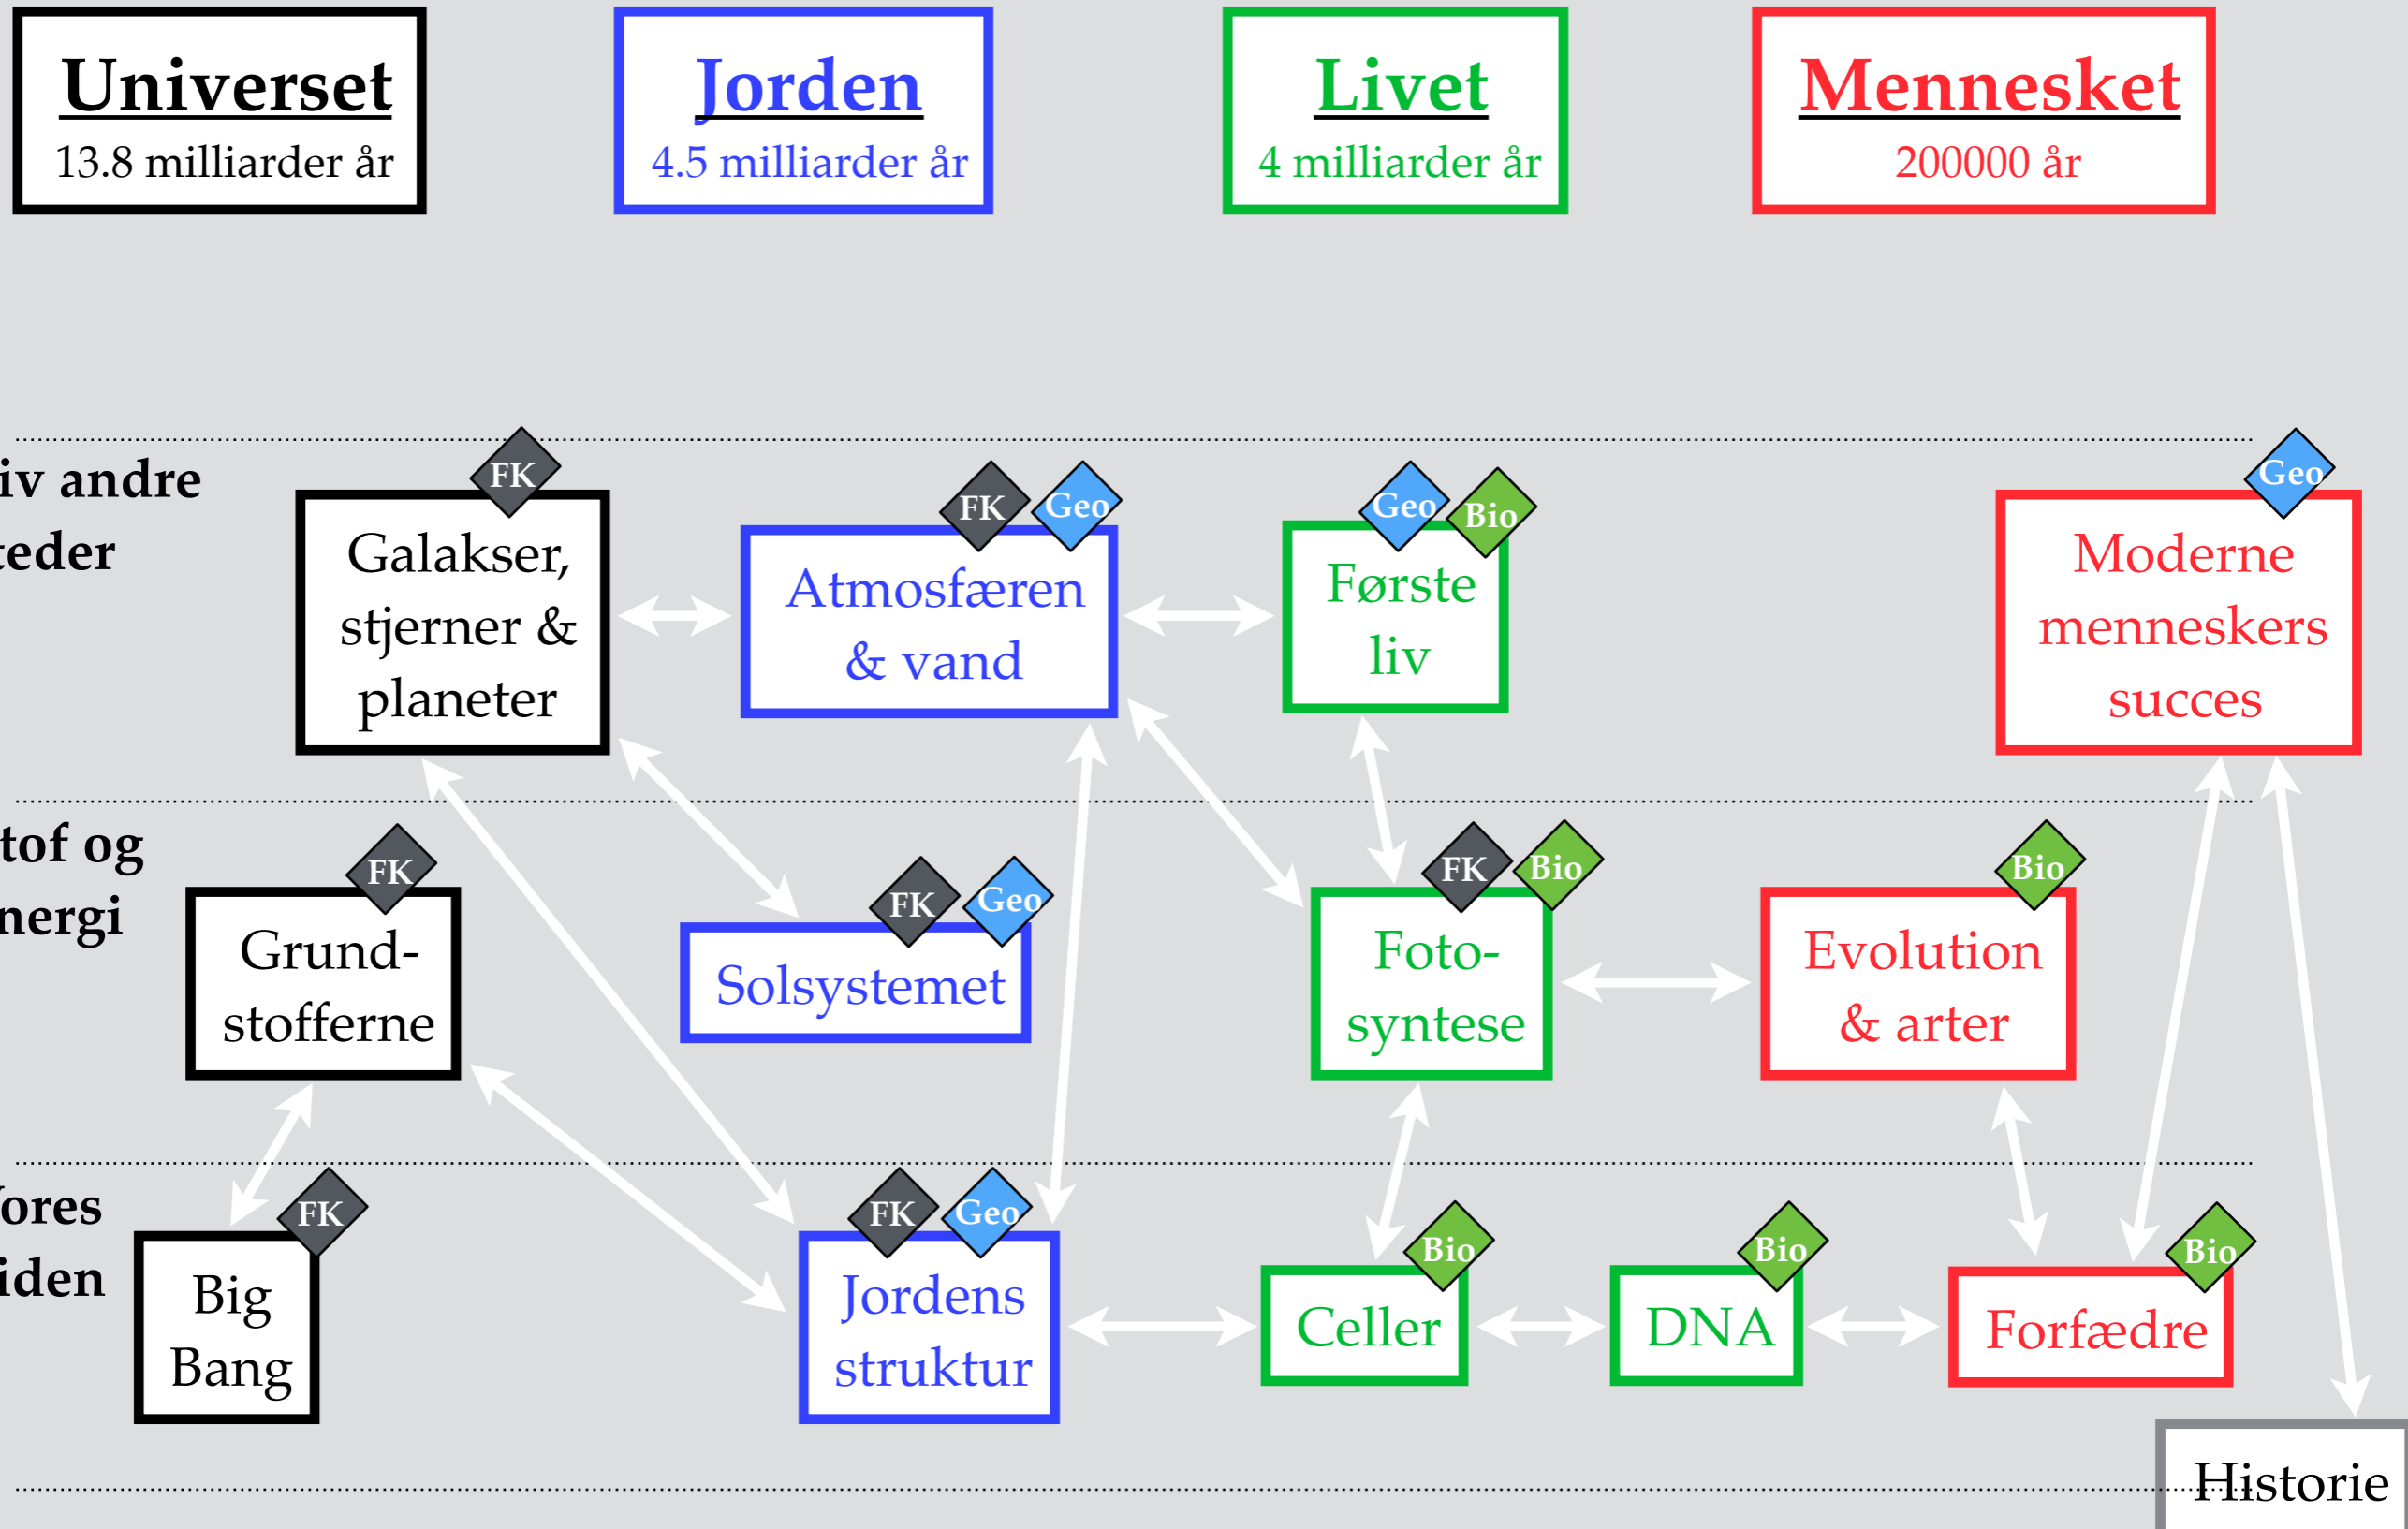 Universet
13.8 milliarder år
Jorden
4.5 milliarder år
Livet
4 milliarder år
Mennesket
200000 år
iv andre
teder
FK
Galakser,
stjerner &
planeter
FK
Geo
Atmosfæren
& vand
Geo
Bio
Første
liv
Geo
Moderne
menneskers
succes
tof og
nergi
FK
Grund-
stofferne
FK
Geo
Solsystemet
FK
Bio
Foto-
syntese
Bio
Evolution
& arter
ores
iden
FK
Big
Bang
FK
Geo
Jordens
struktur
Bio
Celler
Bio
DNA
Bio
Forfædre
Historie